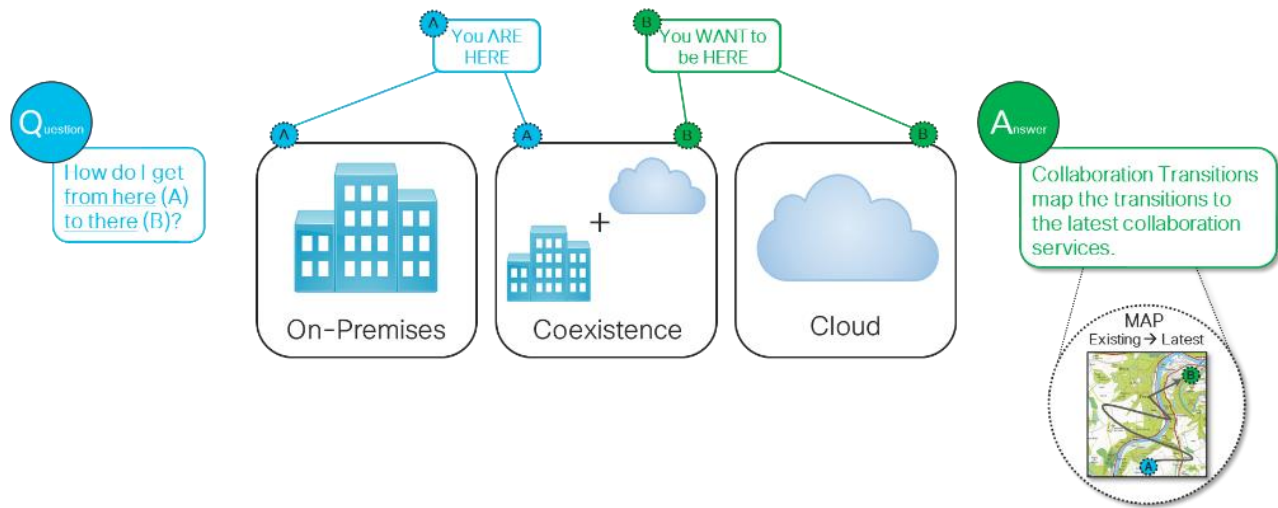 A
You ARE
HERE
B
You WANT to
be HERE
Question
How do I get
from here (A)
to there (B)?
A
A
B
B
+
On-Premises
Coexistence
Cloud
Answer
Collaboration Transitions
map the transitions to
the latest collaboration
services.
MAP
Existing → Latest
B
A